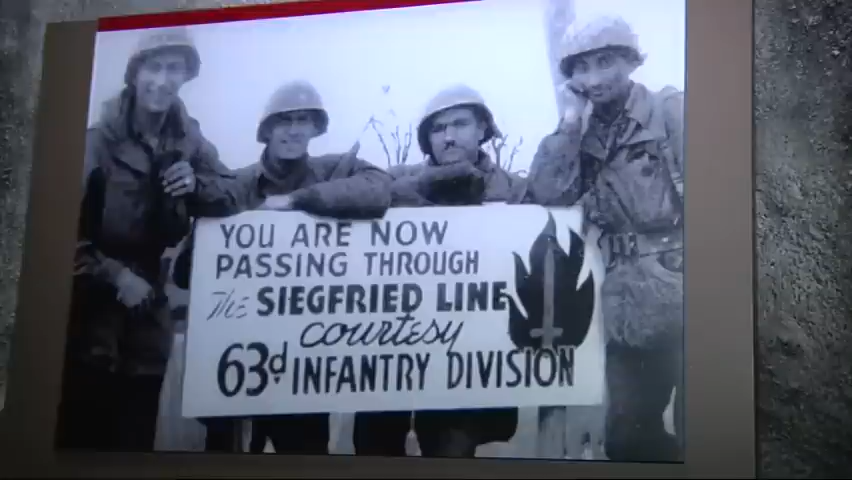 YOU ARE NOW
PASSING THROUGH
The SIEGFRIED LINE
courtesy
63d INFANTRY DIVISION